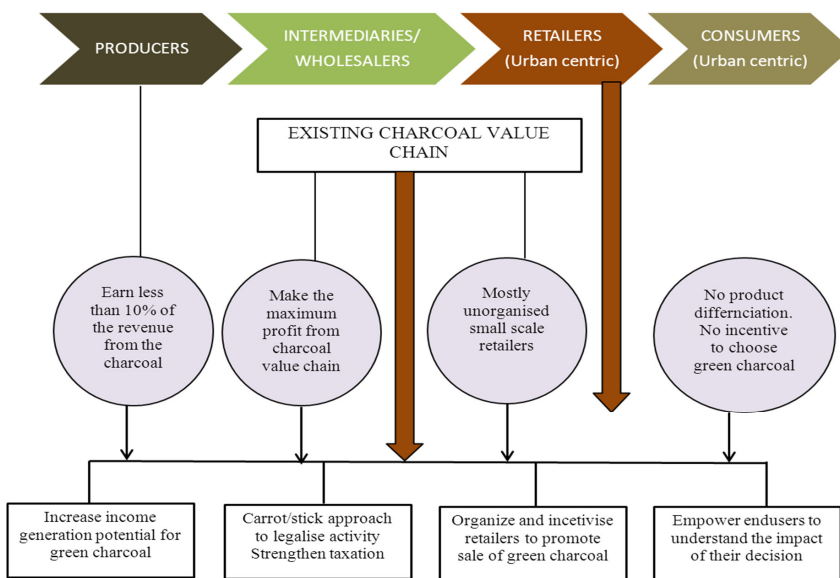 PRODUCERS
INTERMEDIARIES/
WHOLESALERS
RETAILERS
(Urban centric)
CONSUMERS
(Urban centric)
EXISTING CHARCOAL VALUE
CHAIN
Earn less
than 10% of
the revenue
from the
charcoal
Make the
maximum
profit from
charcoal
value chain
Mostly
unorganised
small scale
retailers
No product
differnciation.
No incentive
to choose
green charcoal
Increase income
generation potential for
green charcoal
Carrot/stick approach
to legalise activity
Strengthen taxation
Organize and incetivise
retailers to promote
sale of green charcoal
Empower endusers to
understand the impact
of their decision